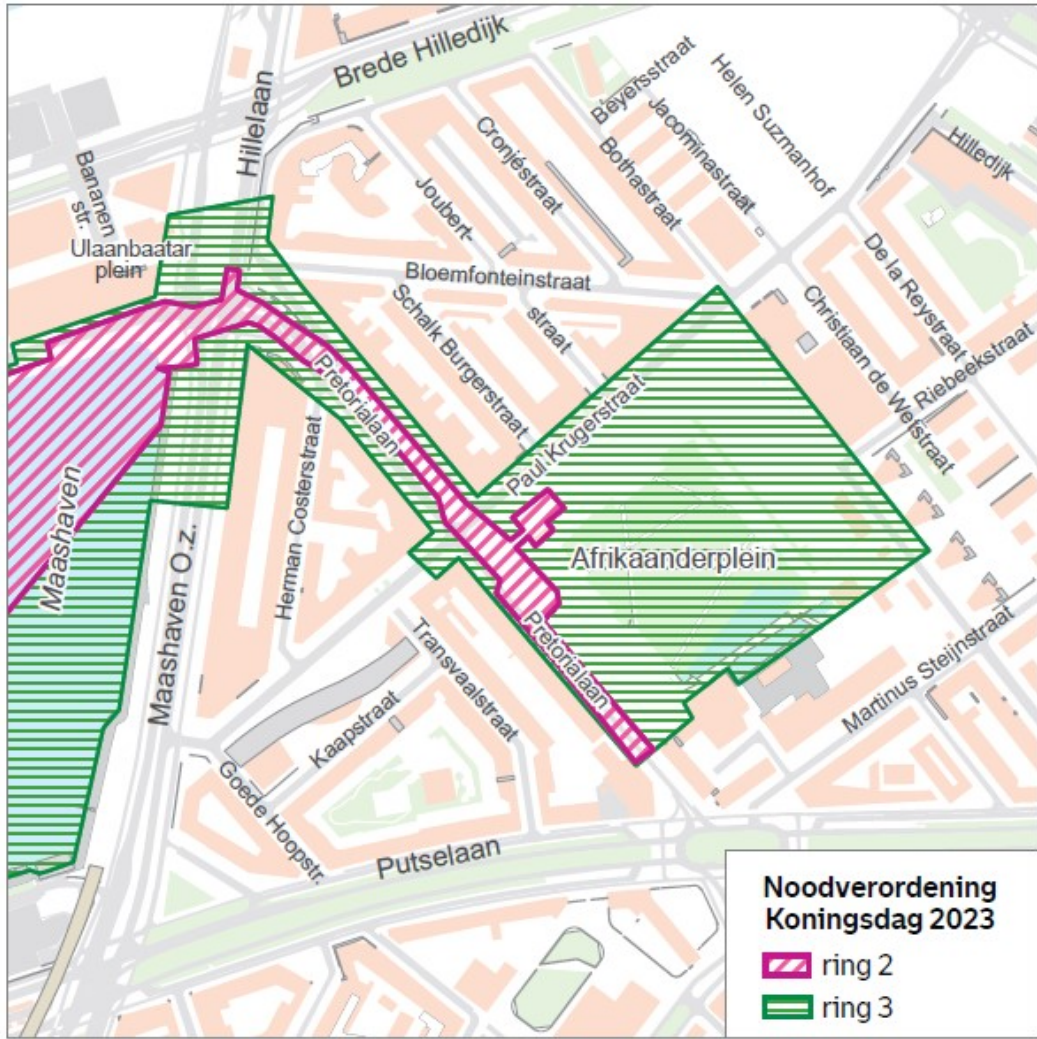 Brede Hilledijk
Hillelaan
Bananen
str.
Ulaanbaatar
plein
Beyersstraat
Helen Suzmanhof
Jacominastraat
Cronjéstraat
Bothastraat
Hilledijk
Joubert-
straat
Bloemfonteinstraat
De la Reystraat
Schalk Burgerstraat
Christiaan de Wetstraat
Riebeekstraat
Pretorialaan
Paul Krugerstraat
Maashaven
Herman Costerstraat
Afrikaanderplein
Maashaven O.z.
Pretorialaan
Transvaalstraat
Martinus Steijnstraat
Kaapstraat
Goede Hoopstr.
Putselaan
Noodverordening
Koningsdag 2023
ring 2
ring 3